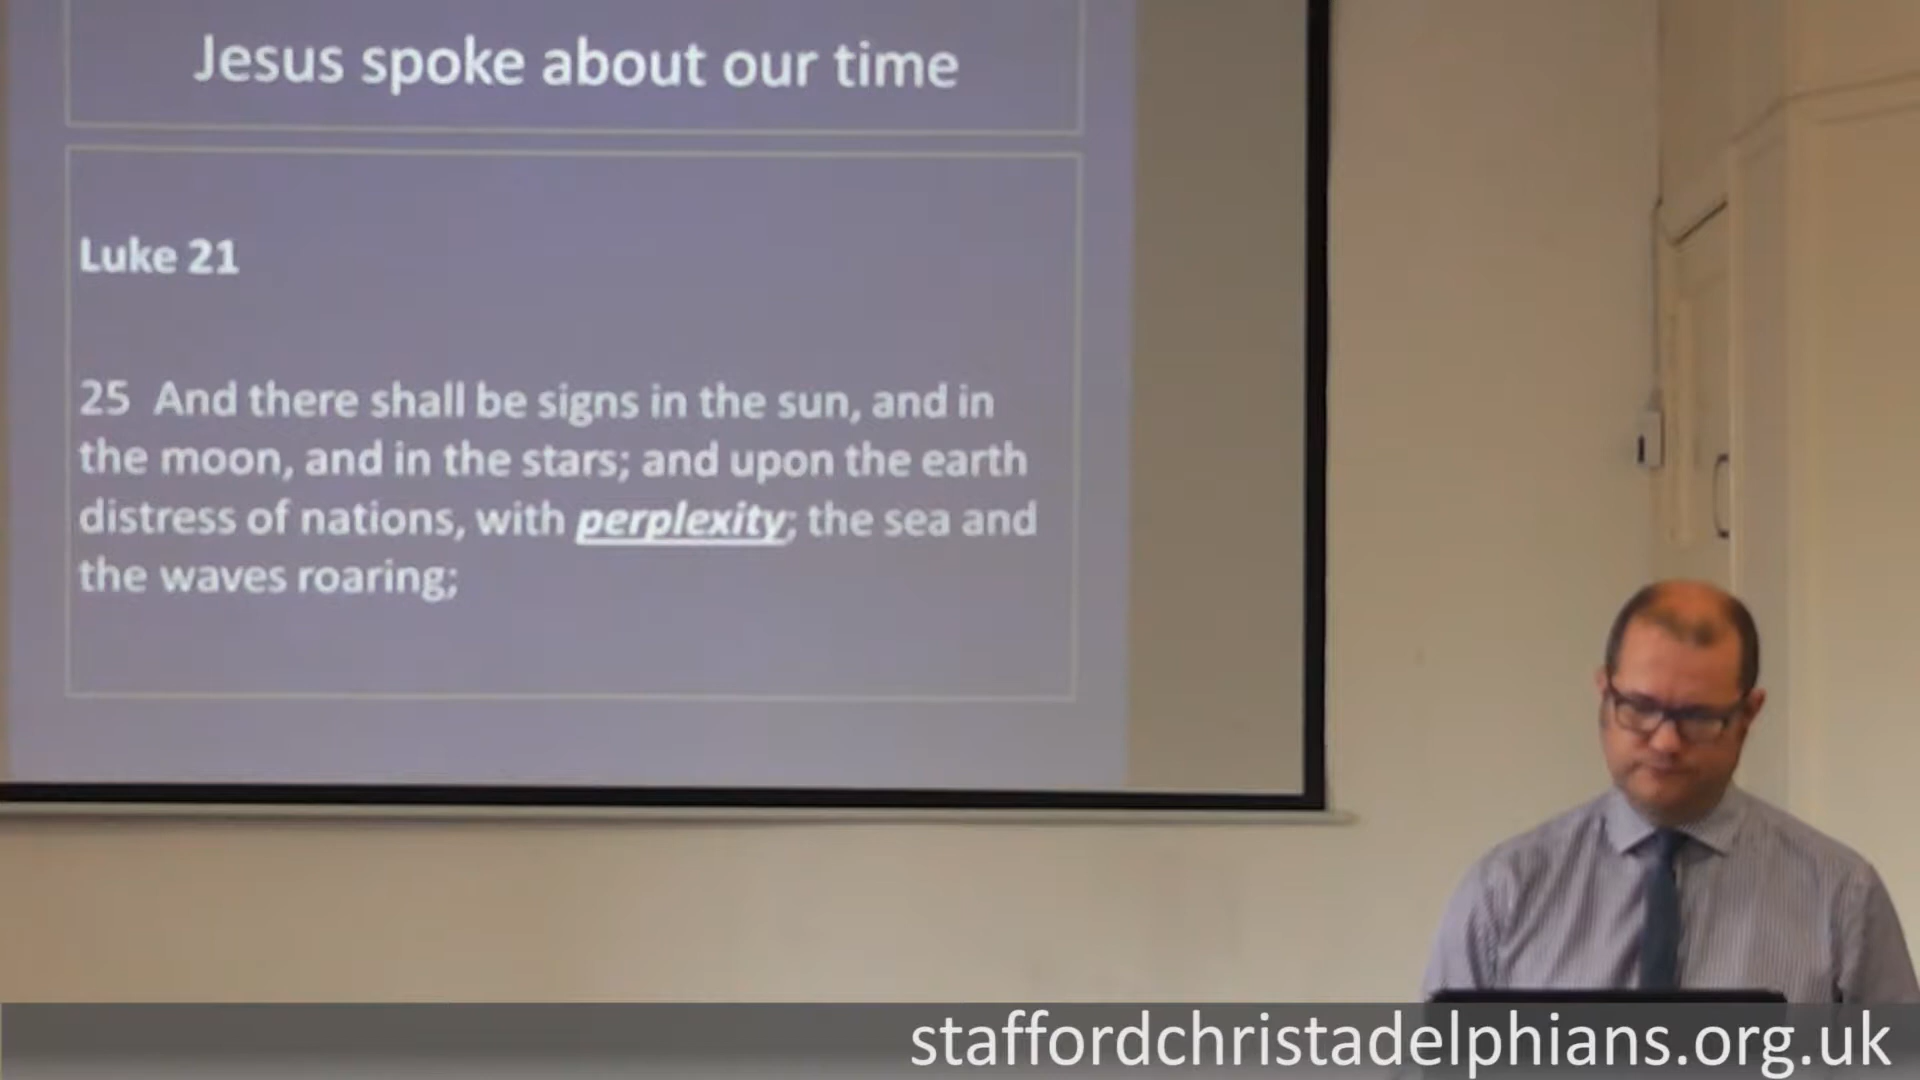 Jesus spoke about our time
Luke 21
25 And there shall be signs in the sun, and in
the moon, and in the stars; and upon the earth
distress of nations, with perplexity; the sea and
the waves roaring;
staffordchristadelphians.org.uk